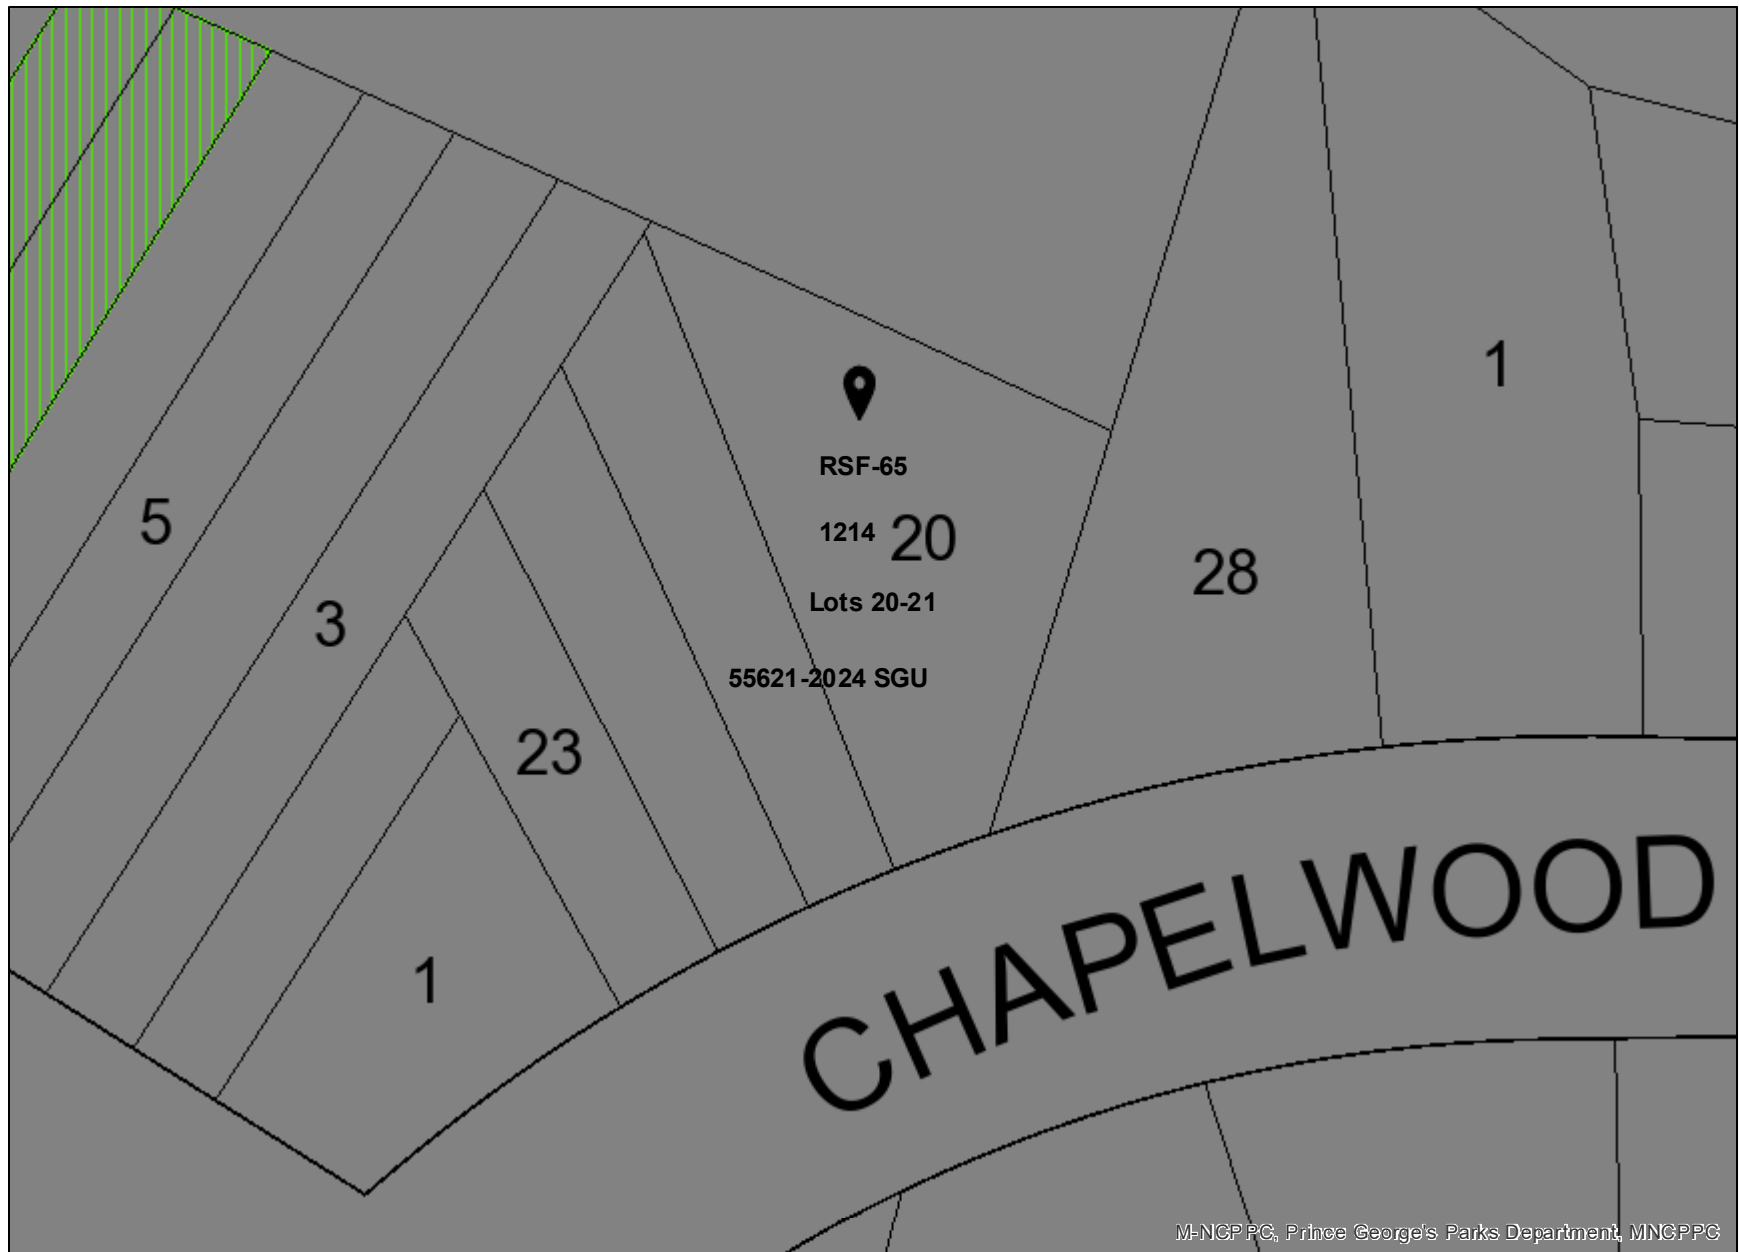 1
RSF-65
5
1214 20
28
Lots 20-21
3
55621-2024 SGU
23
1
CHAPELWOOD
M-NCPPC, Prince George's Parks Department, MNCPPC